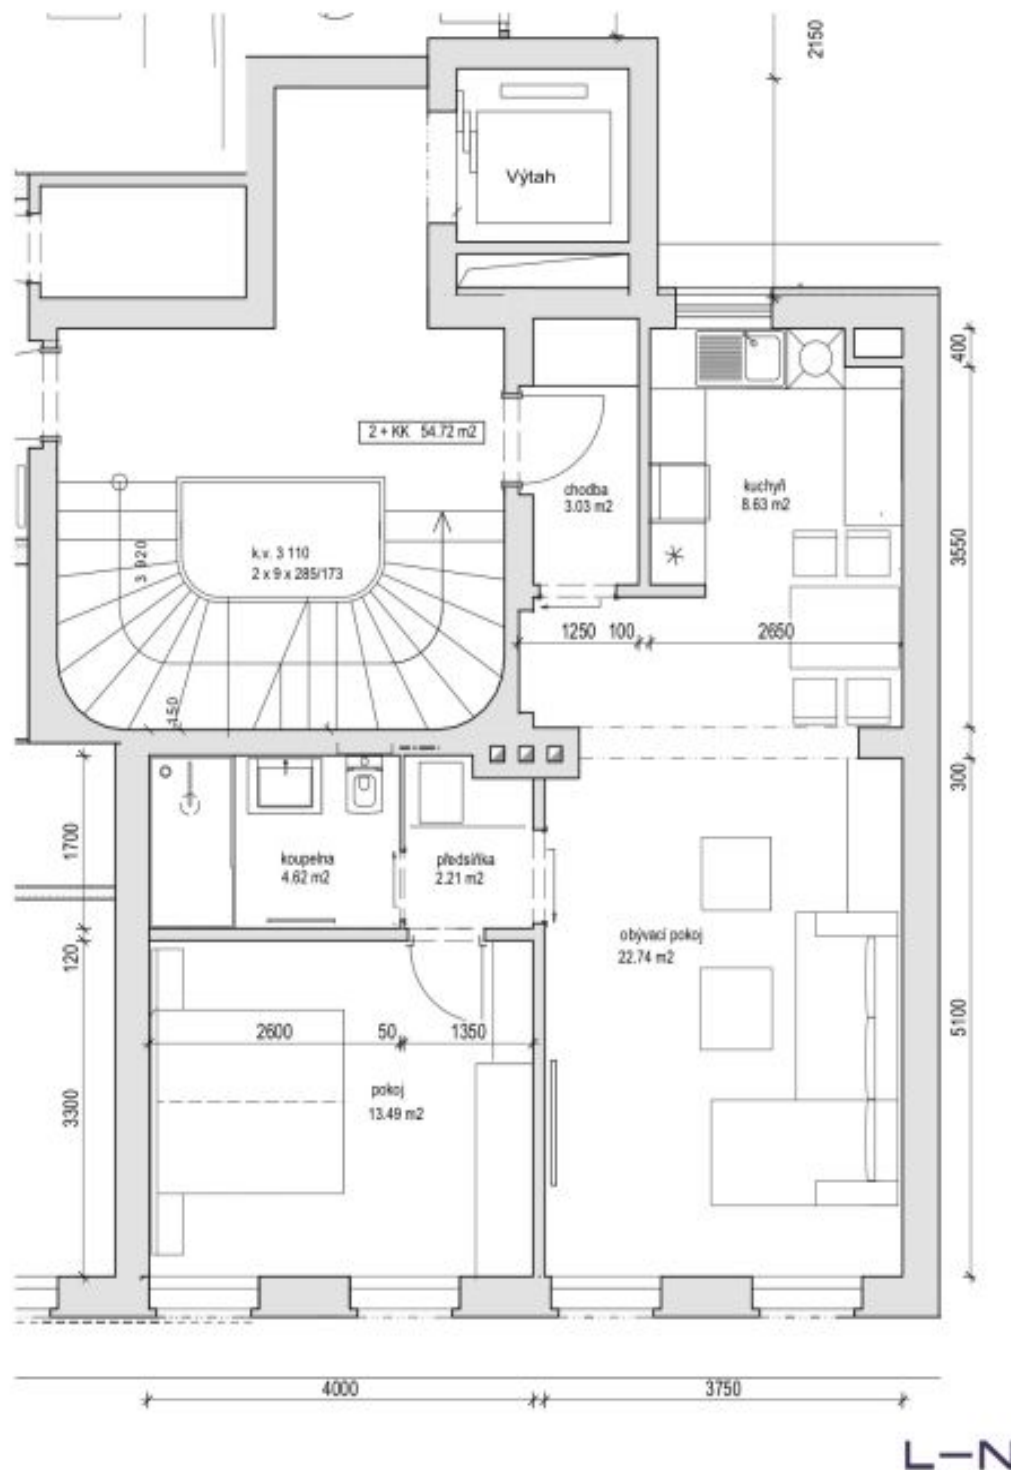 2150
Výtah
400
2 + KK 54.72 m2
chodba
3.03 m2
kuchyň
8.63 m2
k.v. 3 110
2 x 9 x 285/173
3 020
3550
1250 100 2650
150
300
1700
koupelna
4.62 m2
předsíňka
2.21 m2
obývací pokoj
22.74 m2
120
2600 50 1350
5100
pokoj
13.49 m2
3300
4000 3750
L–N